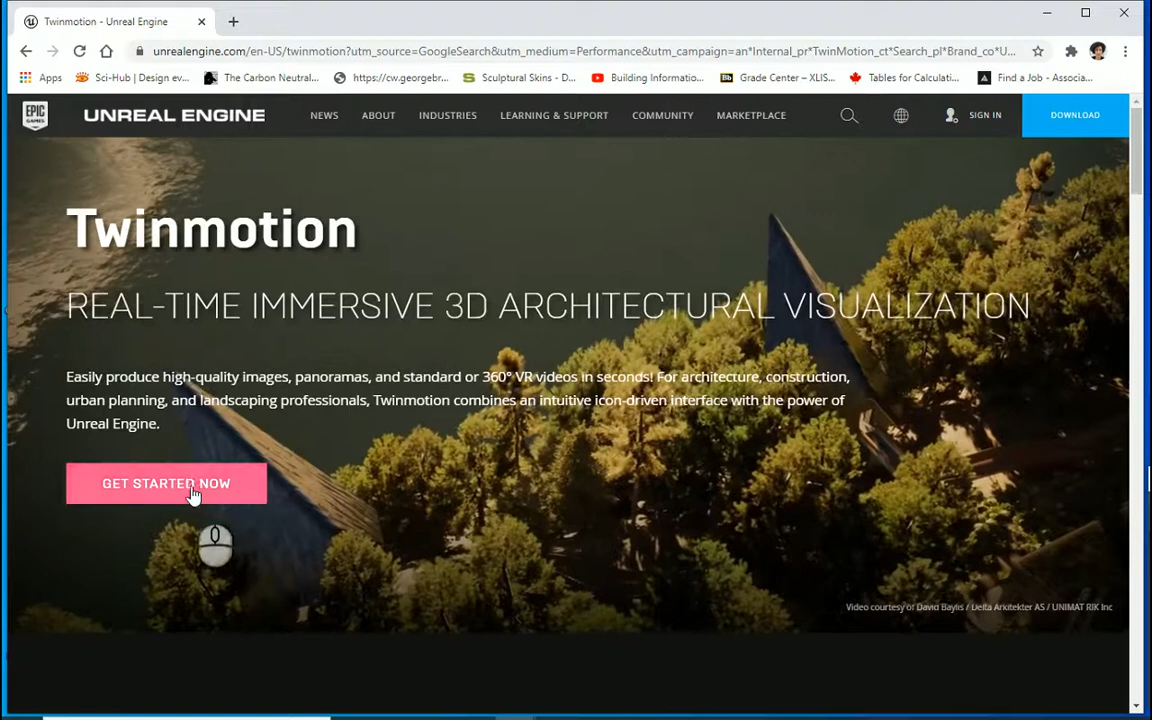 Twinmotion - Unreal Engine
unrealengine.com/en-US/twinmotion?utm_source=GoogleSearch&utm_medium=Performance&utm_campaign=an*Internal_pr*TwinMotion_ct*Search_pl*Brand_co*U...
Apps Sci-Hub | Design ev... The Carbon Neutral... https://cw.georgebr... Sculptural Skins - D... Building Informatio... Bb Grade Center – XLIS... Tables for Calculati... Find a Job - Associa...
EPIC GAMES UNREAL ENGINE NEWS ABOUT INDUSTRIES LEARNING & SUPPORT COMMUNITY MARKETPLACE SIGN IN DOWNLOAD
Twinmotion
REAL-TIME IMMERSIVE 3D ARCHITECTURAL VISUALIZATION
Easily produce high-quality images, panoramas, and standard or 360° VR videos in seconds! For architecture, construction,
urban planning, and landscaping professionals, Twinmotion combines an intuitive icon-driven interface with the power of
Unreal Engine.
GET STARTED NOW
Video courtesy of David Baylis / Delta Arkitekter AS / UNIMAT RIK Inc